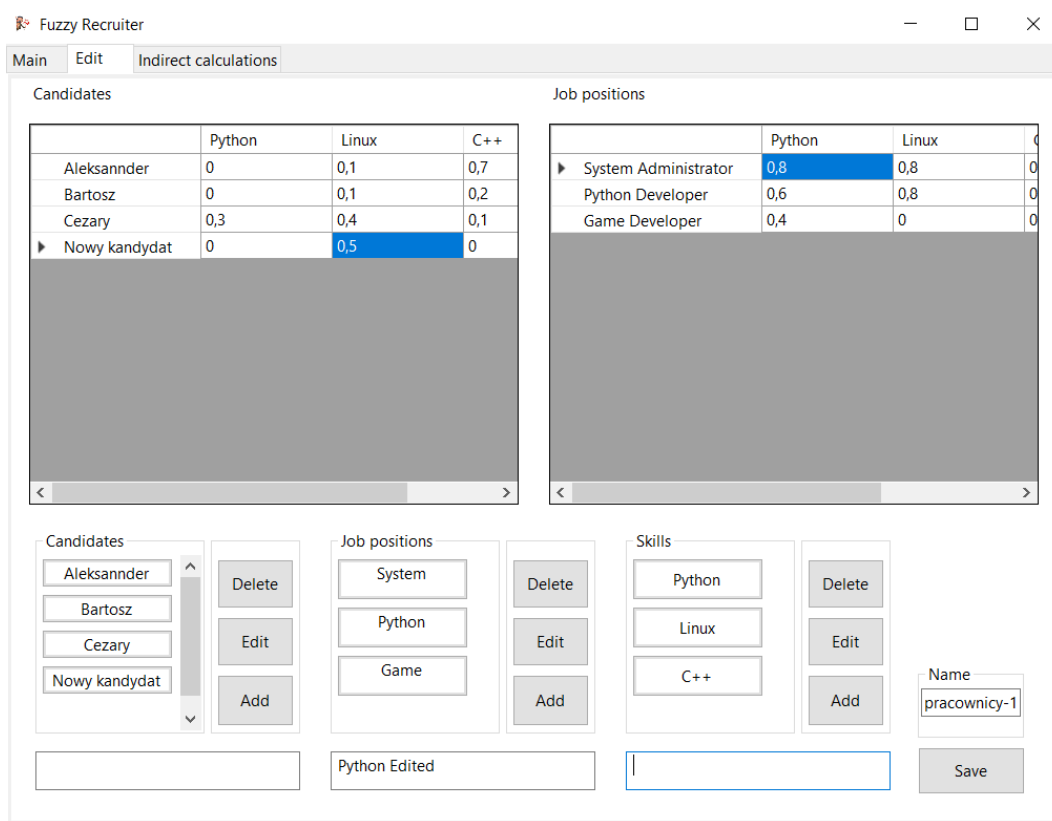 Fuzzy Recruiter
Main Edit Indirect calculations
Candidates Job positions
Python Linux C++ Python Linux
Aleksannder 0 0,1 0,7 System Administrator 0,8 0,8 0
Bartosz 0 0,1 0,2 Python Developer 0,6 0,8 0
Cezary 0,3 0,4 0,1 Game Developer 0,4 0 0
Nowy kandydat 0 0,5 0
Candidates Job positions Skills
Aleksannder Delete System Delete Python Delete
Bartosz Python
Cezary Edit Edit Linux Edit
Nowy kandydat Game C++
Add Add Add
Name
pracownicy-1
Python Edited
Save